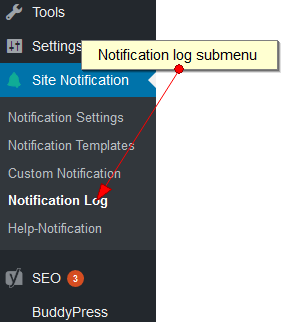 Tools
Settings
Notification log submenu
Site Notification
Notification Settings
Notification Templates
Custom Notification
Notification Log
Help-Notification
SEO 3
BuddyPress